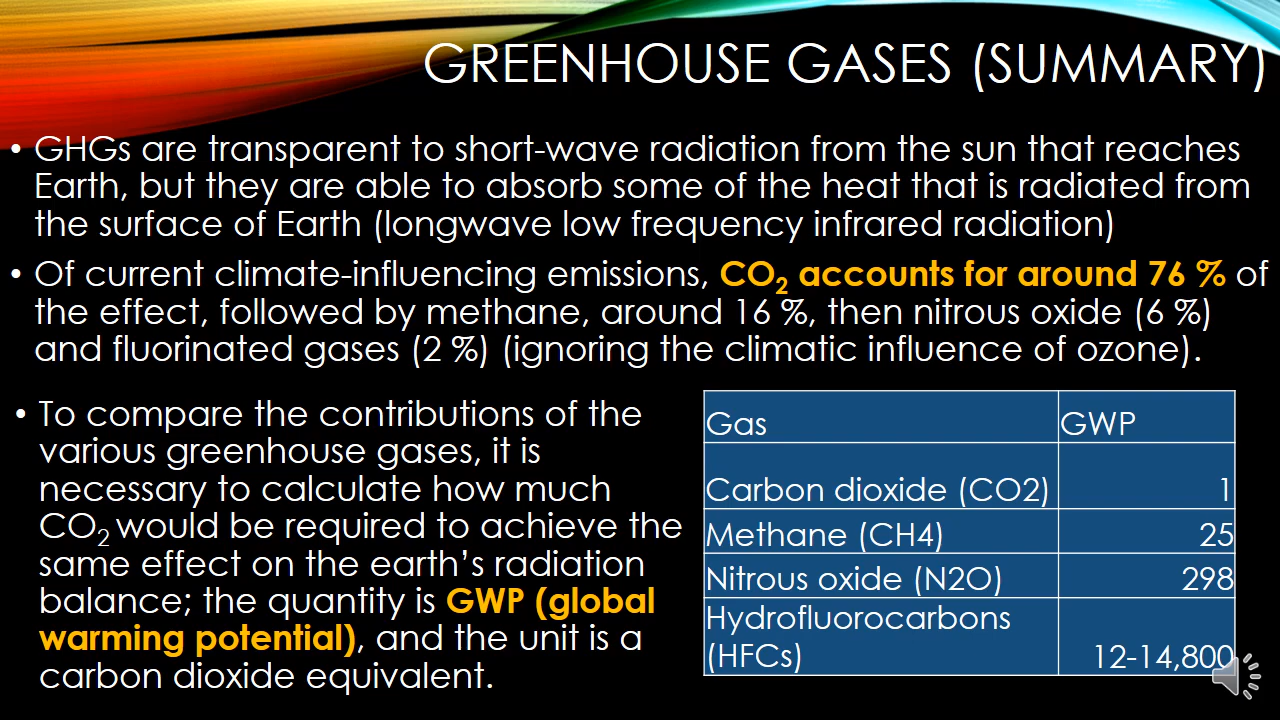 GREENHOUSE GASES (SUMMARY)
• GHGs are transparent to short-wave radiation from the sun that reaches
Earth, but they are able to absorb some of the heat that is radiated from
the surface of Earth (longwave low frequency infrared radiation)
• Of current climate-influencing emissions, CO₂ accounts for around 76 % of
the effect, followed by methane, around 16 %, then nitrous oxide (6 %)
and fluorinated gases (2 %) (ignoring the climatic influence of ozone).
• To compare the contributions of the
various greenhouse gases, it is
necessary to calculate how much
CO₂ would be required to achieve the
same effect on the earth’s radiation
balance; the quantity is GWP (global
warming potential), and the unit is a
carbon dioxide equivalent.
Gas GWP
Carbon dioxide (CO2) 1
Methane (CH4) 25
Nitrous oxide (N2O) 298
Hydrofluorocarbons
(HFCs) 12-14,800